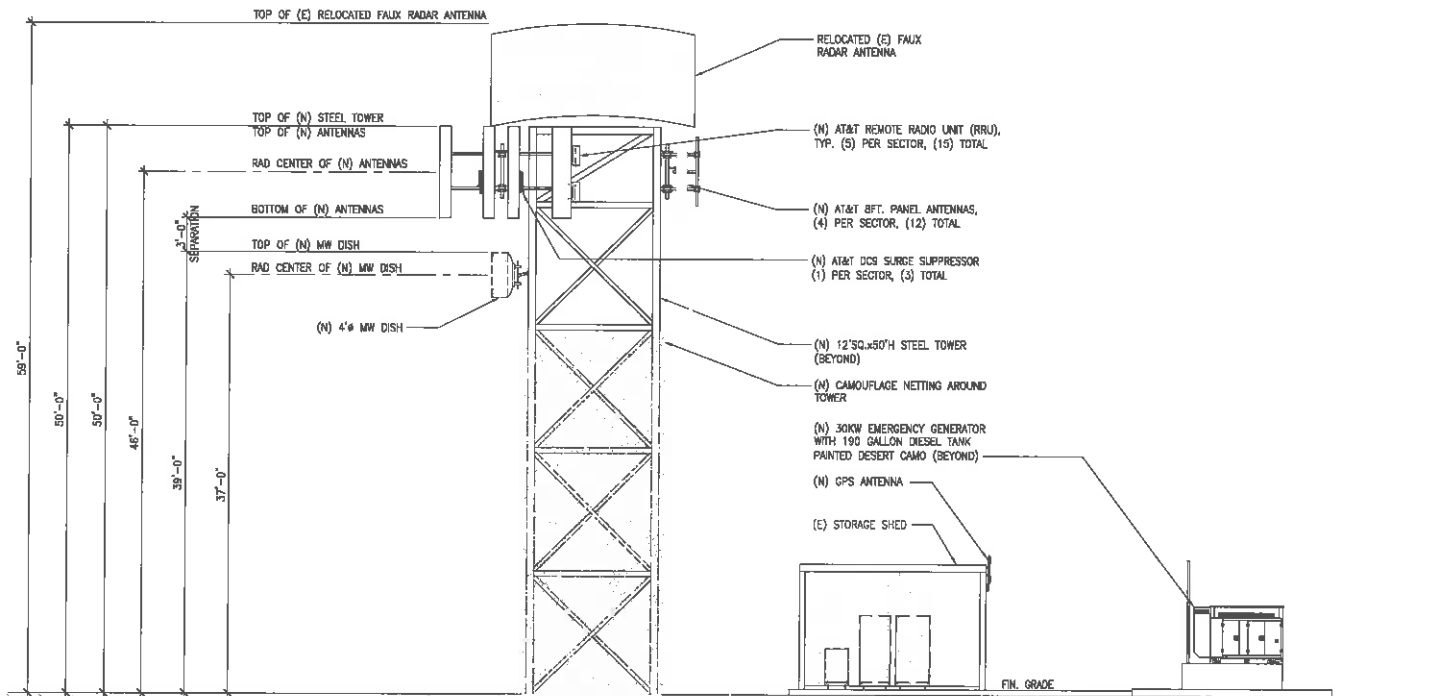 TOP OF (E) RELOCATED FAUX RADAR ANTENNA
RELOCATED (E) FAUX
RADAR ANTENNA
TOP OF (N) STEEL TOWER
TOP OF (N) ANTENNAS
RAD CENTER OF (N) ANTENNAS
BOTTOM OF (N) ANTENNAS
3'-0"
SEPARATION
TOP OF (N) MW DISH
RAD CENTER OF (N) MW DISH
(N) 4'ø MW DISH
59'-0"
50'-0"
50'-0"
46'-0"
39'-0"
37'-0"
(N) AT&T REMOTE RADIO UNIT (RRU),
TYP. (5) PER SECTOR, (15) TOTAL
(N) AT&T 8FT. PANEL ANTENNAS,
(4) PER SECTOR, (12) TOTAL
(N) AT&T DC9 SURGE SUPPRESSOR
(1) PER SECTOR, (3) TOTAL
(N) 12'SQ.x50'H STEEL TOWER
(BEYOND)
(N) CAMOUFLAGE NETTING AROUND
TOWER
(N) 30KW EMERGENCY GENERATOR
WITH 190 GALLON DIESEL TANK
PAINTED DESERT CAMO (BEYOND)
(N) GPS ANTENNA
(E) STORAGE SHED
FIN. GRADE